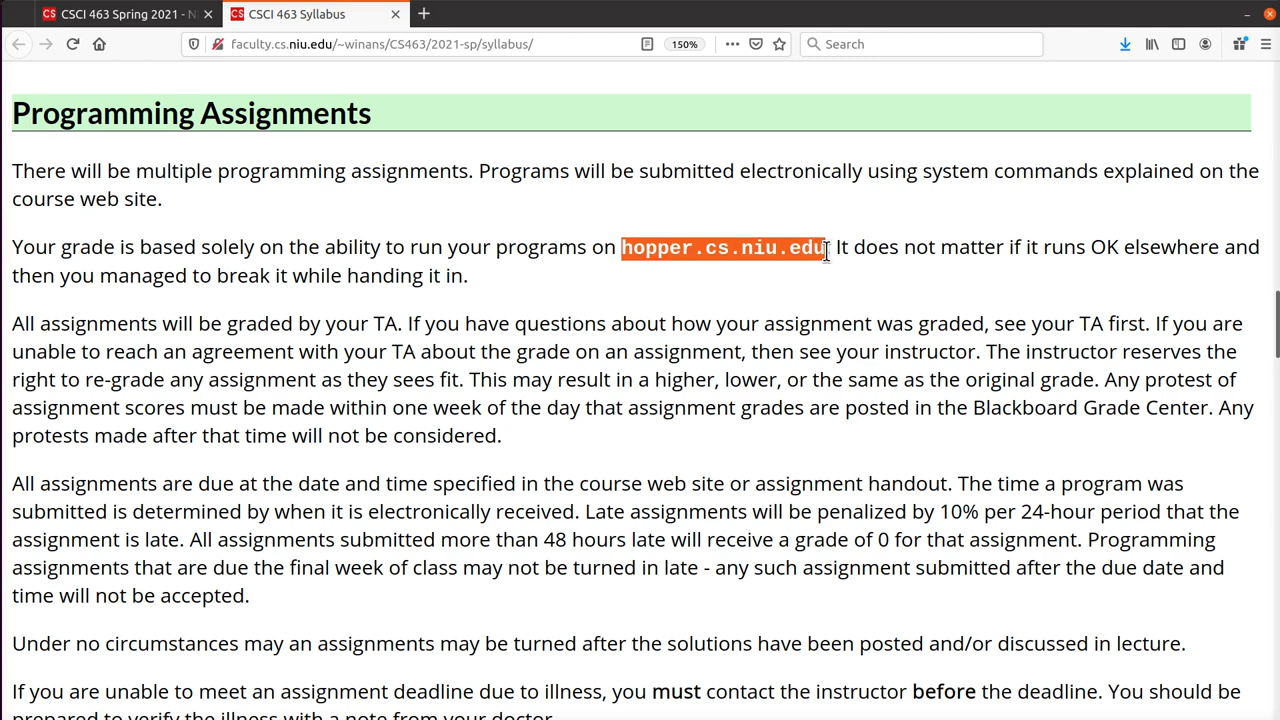 CSCI 463 Spring 2021 - N
CSCI 463 Syllabus
faculty.cs.niu.edu/~winans/CS463/2021-sp/syllabus/
150%
Search
Programming Assignments
There will be multiple programming assignments. Programs will be submitted electronically using system commands explained on the
course web site.
Your grade is based solely on the ability to run your programs on hopper.cs.niu.edu. It does not matter if it runs OK elsewhere and
then you managed to break it while handing it in.
All assignments will be graded by your TA. If you have questions about how your assignment was graded, see your TA first. If you are
unable to reach an agreement with your TA about the grade on an assignment, then see your instructor. The instructor reserves the
right to re-grade any assignment as they sees fit. This may result in a higher, lower, or the same as the original grade. Any protest of
assignment scores must be made within one week of the day that assignment grades are posted in the Blackboard Grade Center. Any
protests made after that time will not be considered.
All assignments are due at the date and time specified in the course web site or assignment handout. The time a program was
submitted is determined by when it is electronically received. Late assignments will be penalized by 10% per 24-hour period that the
assignment is late. All assignments submitted more than 48 hours late will receive a grade of 0 for that assignment. Programming
assignments that are due the final week of class may not be turned in late - any such assignment submitted after the due date and
time will not be accepted.
Under no circumstances may an assignments may be turned after the solutions have been posted and/or discussed in lecture.
If you are unable to meet an assignment deadline due to illness, you must contact the instructor before the deadline. You should be
prepared to verify the illness with a note from your doctor.